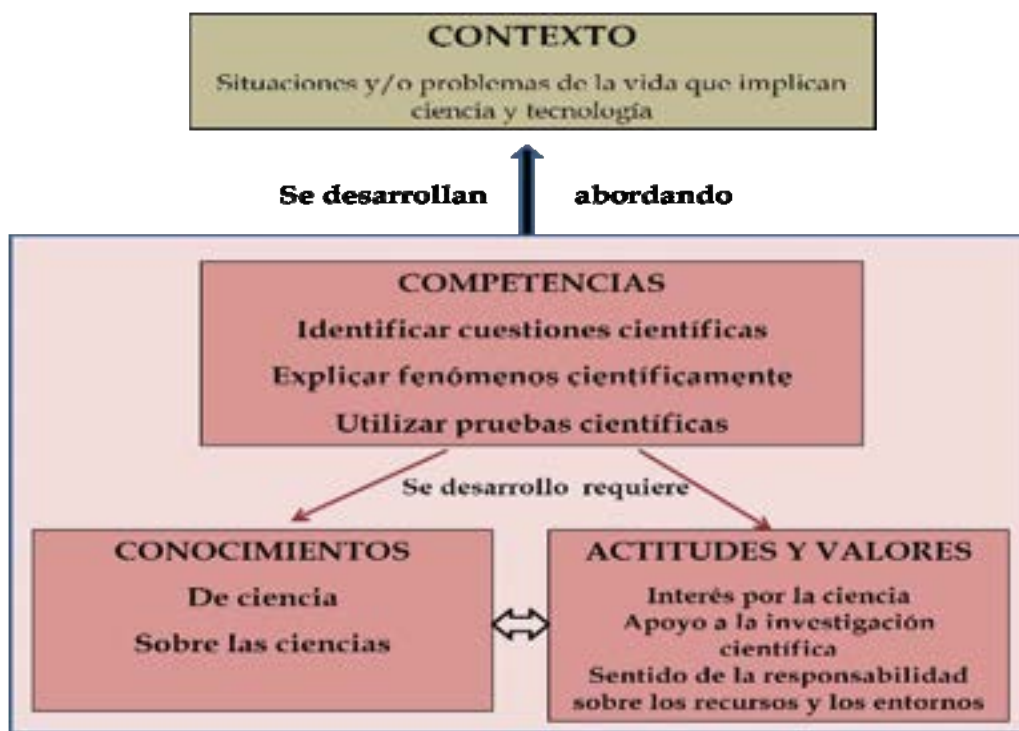 CONTEXTO
Situaciones y/o problemas de la vida que implican
ciencia y tecnología
Se desarrollan abordando
COMPETENCIAS
Identificar cuestiones científicas
Explicar fenómenos científicamente
Utilizar pruebas científicas
Se desarrollo requiere
CONOCIMIENTOS
De ciencia
Sobre las ciencias
ACTITUDES Y VALORES
Interés por la ciencia
Apoyo a la investigación
científica
Sentido de la responsabilidad
sobre los recursos y los entornos